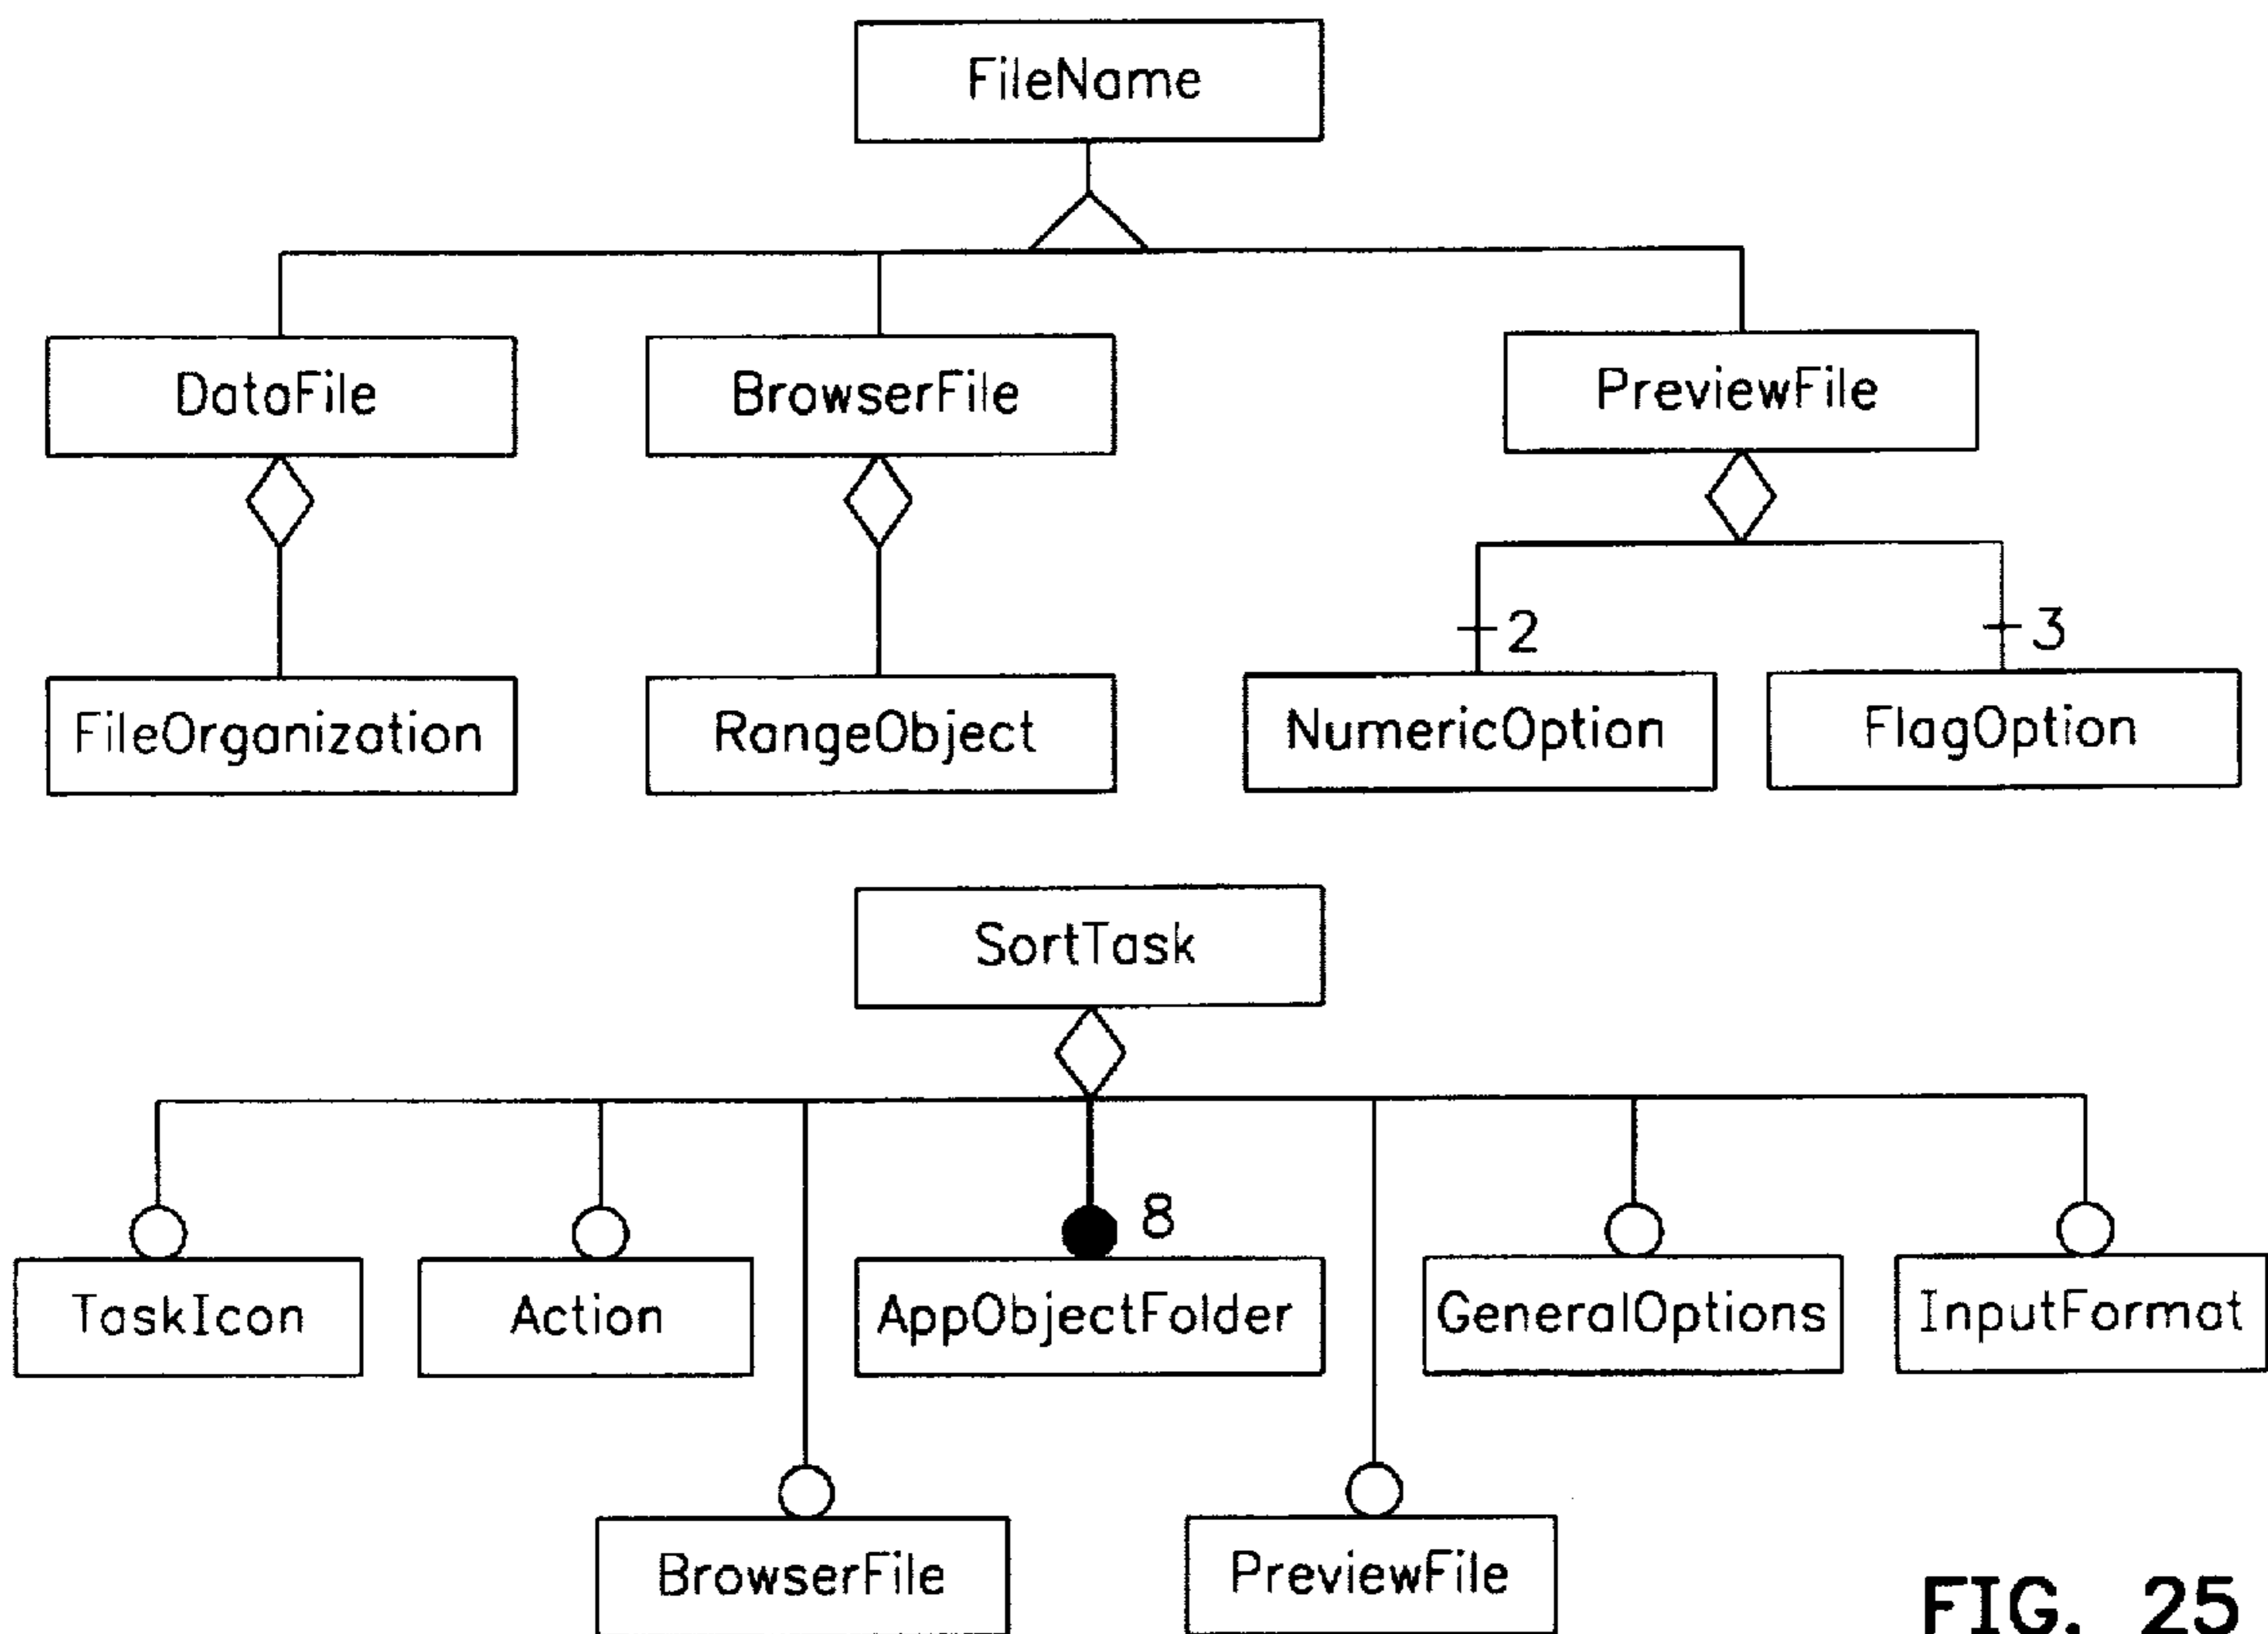 FileName
DataFile
BrowserFile
PreviewFile
2
3
FileOrganization
RangeObject
NumericOption
FlagOption
SortTask
8
TaskIcon
Action
AppObjectFolder
GeneralOptions
InputFormat
BrowserFile
PreviewFile
FIG. 25